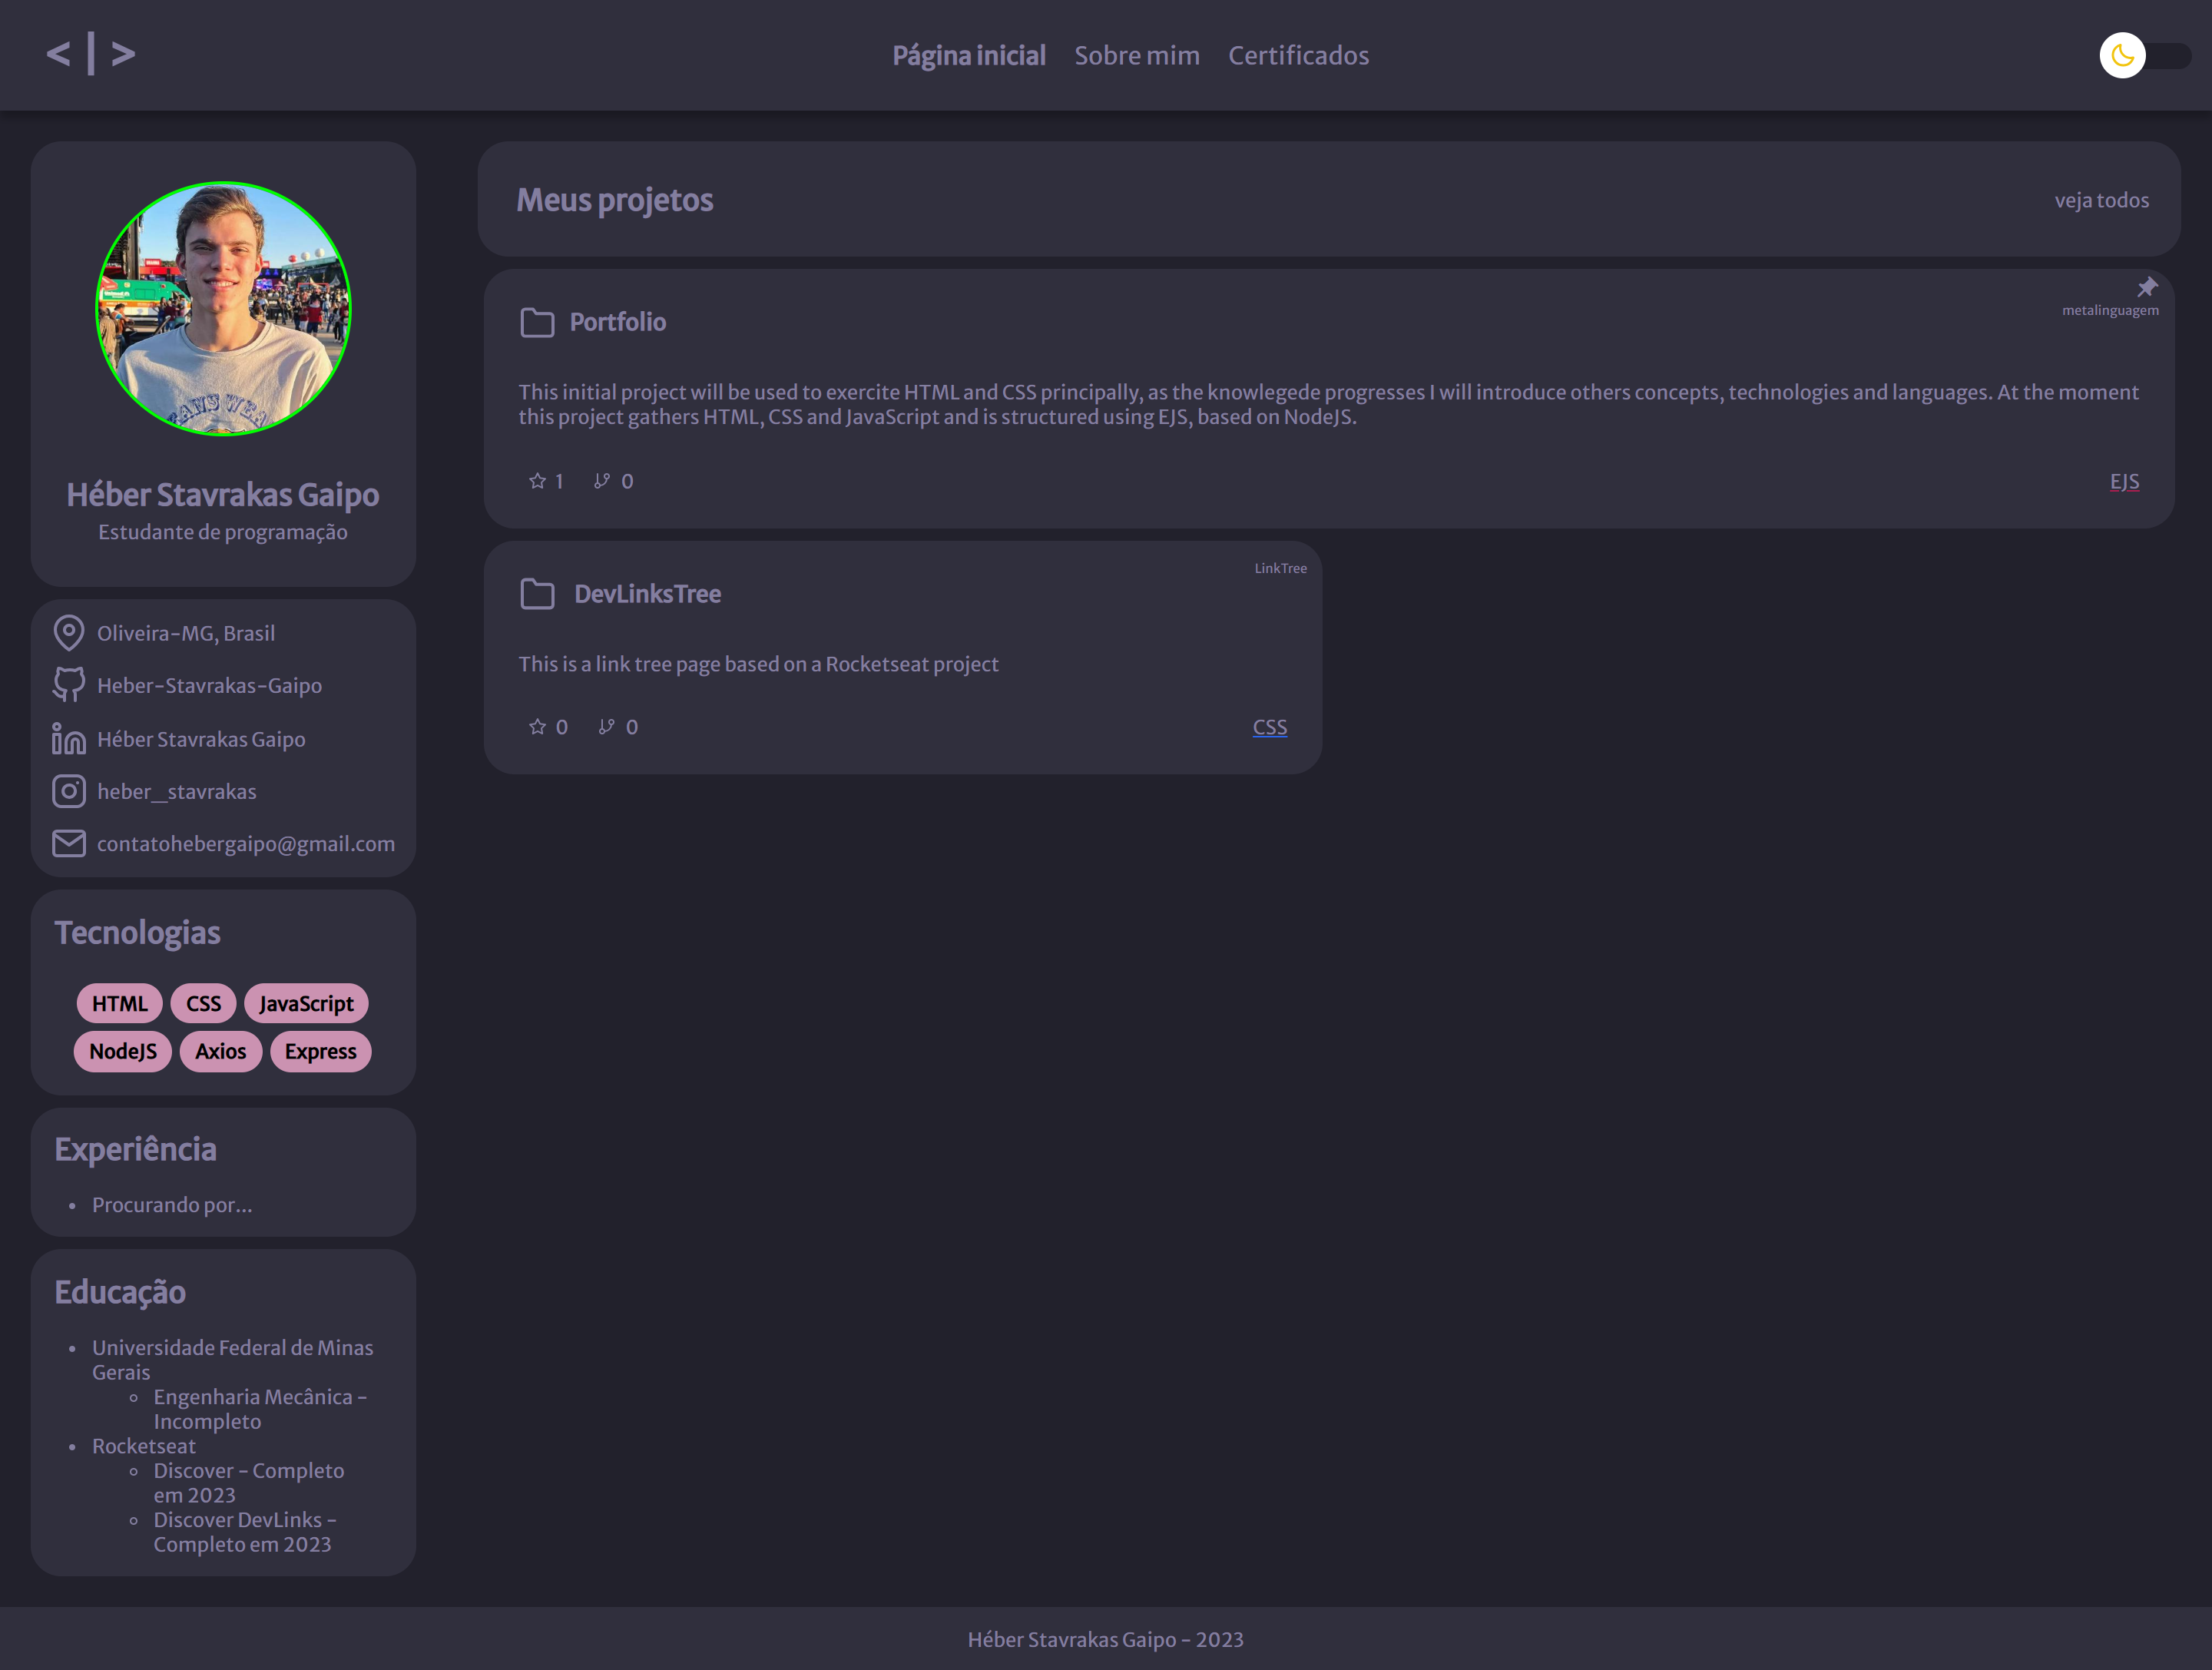 < | >
Página inicial Sobre mim Certificados
Héber Stavrakas Gaipo
Estudante de programação
Oliveira-MG, Brasil
Heber-Stavrakas-Gaipo
Héber Stavrakas Gaipo
heber__stavrakas
contatohebergaipo@gmail.com
Tecnologias
HTML CSS JavaScript
NodeJS Axios Express
Experiência
• Procurando por...
Educação
• Universidade Federal de Minas
Gerais
◦ Engenharia Mecânica -
Incompleto
• Rocketseat
◦ Discover - Completo
em 2023
◦ Discover DevLinks -
Completo em 2023
Meus projetos
veja todos
metalinguagem
Portfolio
This initial project will be used to exercite HTML and CSS principally, as the knowlegede progresses I will introduce others concepts, technologies and languages. At the moment
this project gathers HTML, CSS and JavaScript and is structured using EJS, based on NodeJS.
1 0 EJS
LinkTree
DevLinksTree
This is a link tree page based on a Rocketseat project
0 0 CSS
Héber Stavrakas Gaipo - 2023